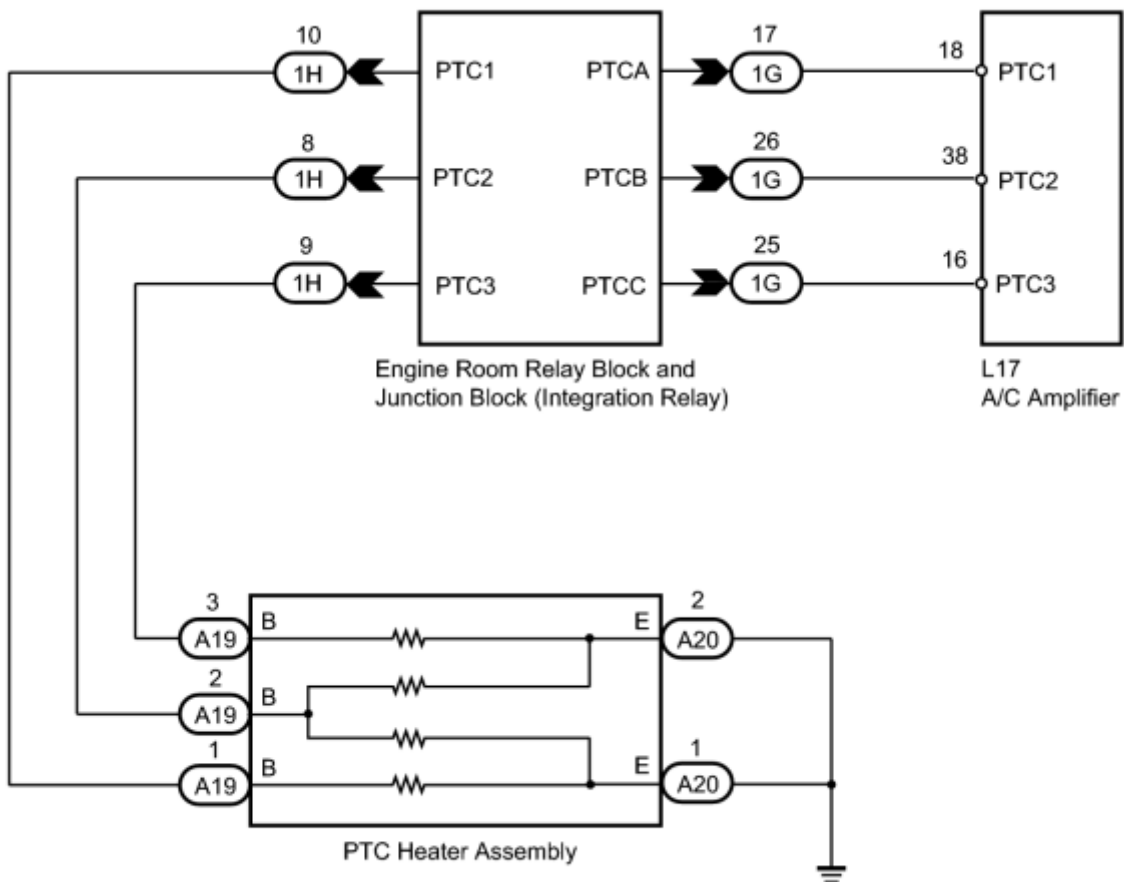 10
17
1H
PTC1
PTCA
1G
18
PTC1
8
26
1H
PTC2
PTCB
1G
38
PTC2
9
25
1H
PTC3
PTCC
1G
16
PTC3
Engine Room Relay Block and
Junction Block (Integration Relay)
L17
A/C Amplifier
3
B
E
2
A19
A20
2
B
A19
1
B
E
1
A19
A20
PTC Heater Assembly